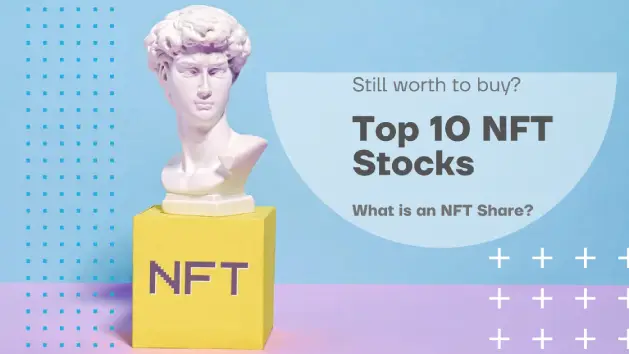 Still worth to buy?
Top 10 NFT
Stocks
What is an NFT Share?
NFT